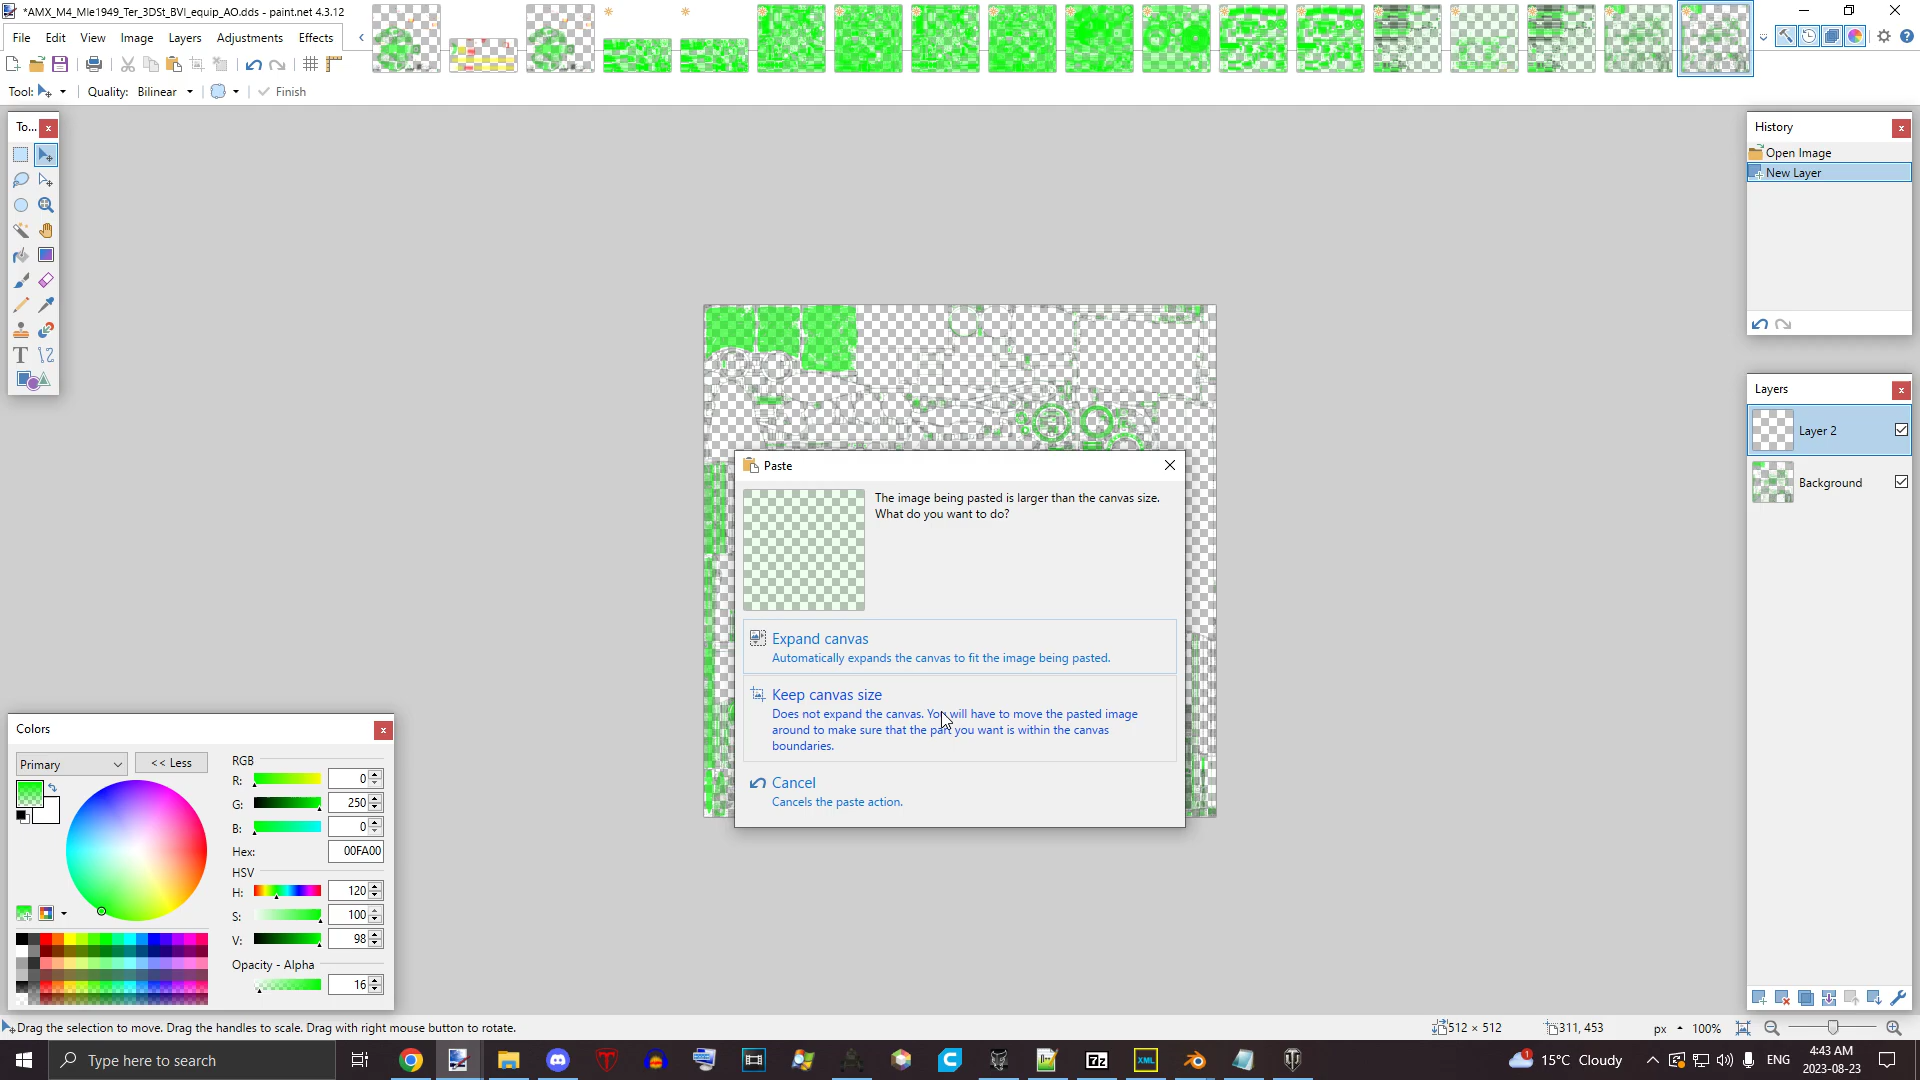 *AMX_M4_Mle1949_Ter_3DSt_BVI_equip_AO.dds - paint.net 4.3.12
File Edit View Image Layers Adjustments Effects
Tool: Quality: Bilinear Finish
To...
History
Open Image
New Layer
Layers
Layer 2
Background
Paste
The image being pasted is larger than the canvas size.
What do you want to do?
Expand canvas
Automatically expands the canvas to fit the image being pasted.
Keep canvas size
Does not expand the canvas. You will have to move the pasted image
around to make sure that the part you want is within the canvas
boundaries.
Cancel
Cancels the paste action.
Colors
Primary
<< Less
RGB
R: 0
G: 250
B: 0
Hex: 00FA00
HSV
H: 120
S: 100
V: 98
Opacity - Alpha
16
Drag the selection to move. Drag the handles to scale. Drag with right mouse button to rotate.
512 × 512
311, 453
px
100%
Type here to search
7z
XML
1
15°C Cloudy
ENG
4:43 AM
2023-08-23